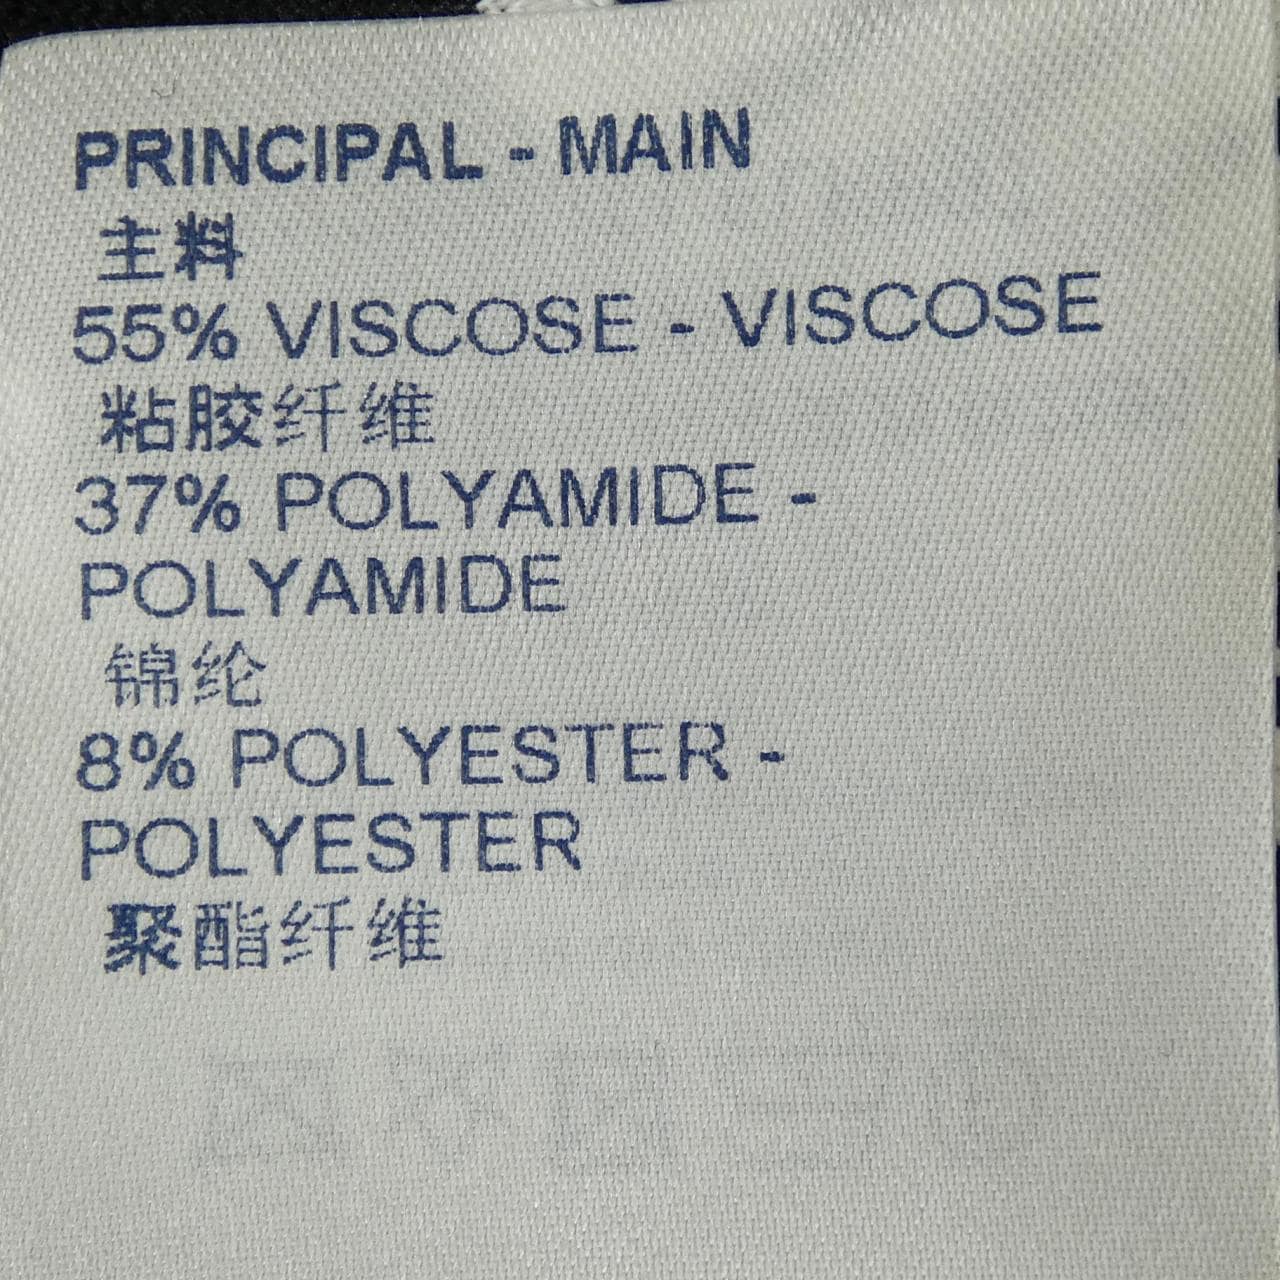 PRINCIPAL - MAIN
主料
55% VISCOSE - VISCOSE
粘胶纤维
37% POLYAMIDE -
POLYAMIDE
锦纶
8% POLYESTER -
POLYESTER
聚酯纤维